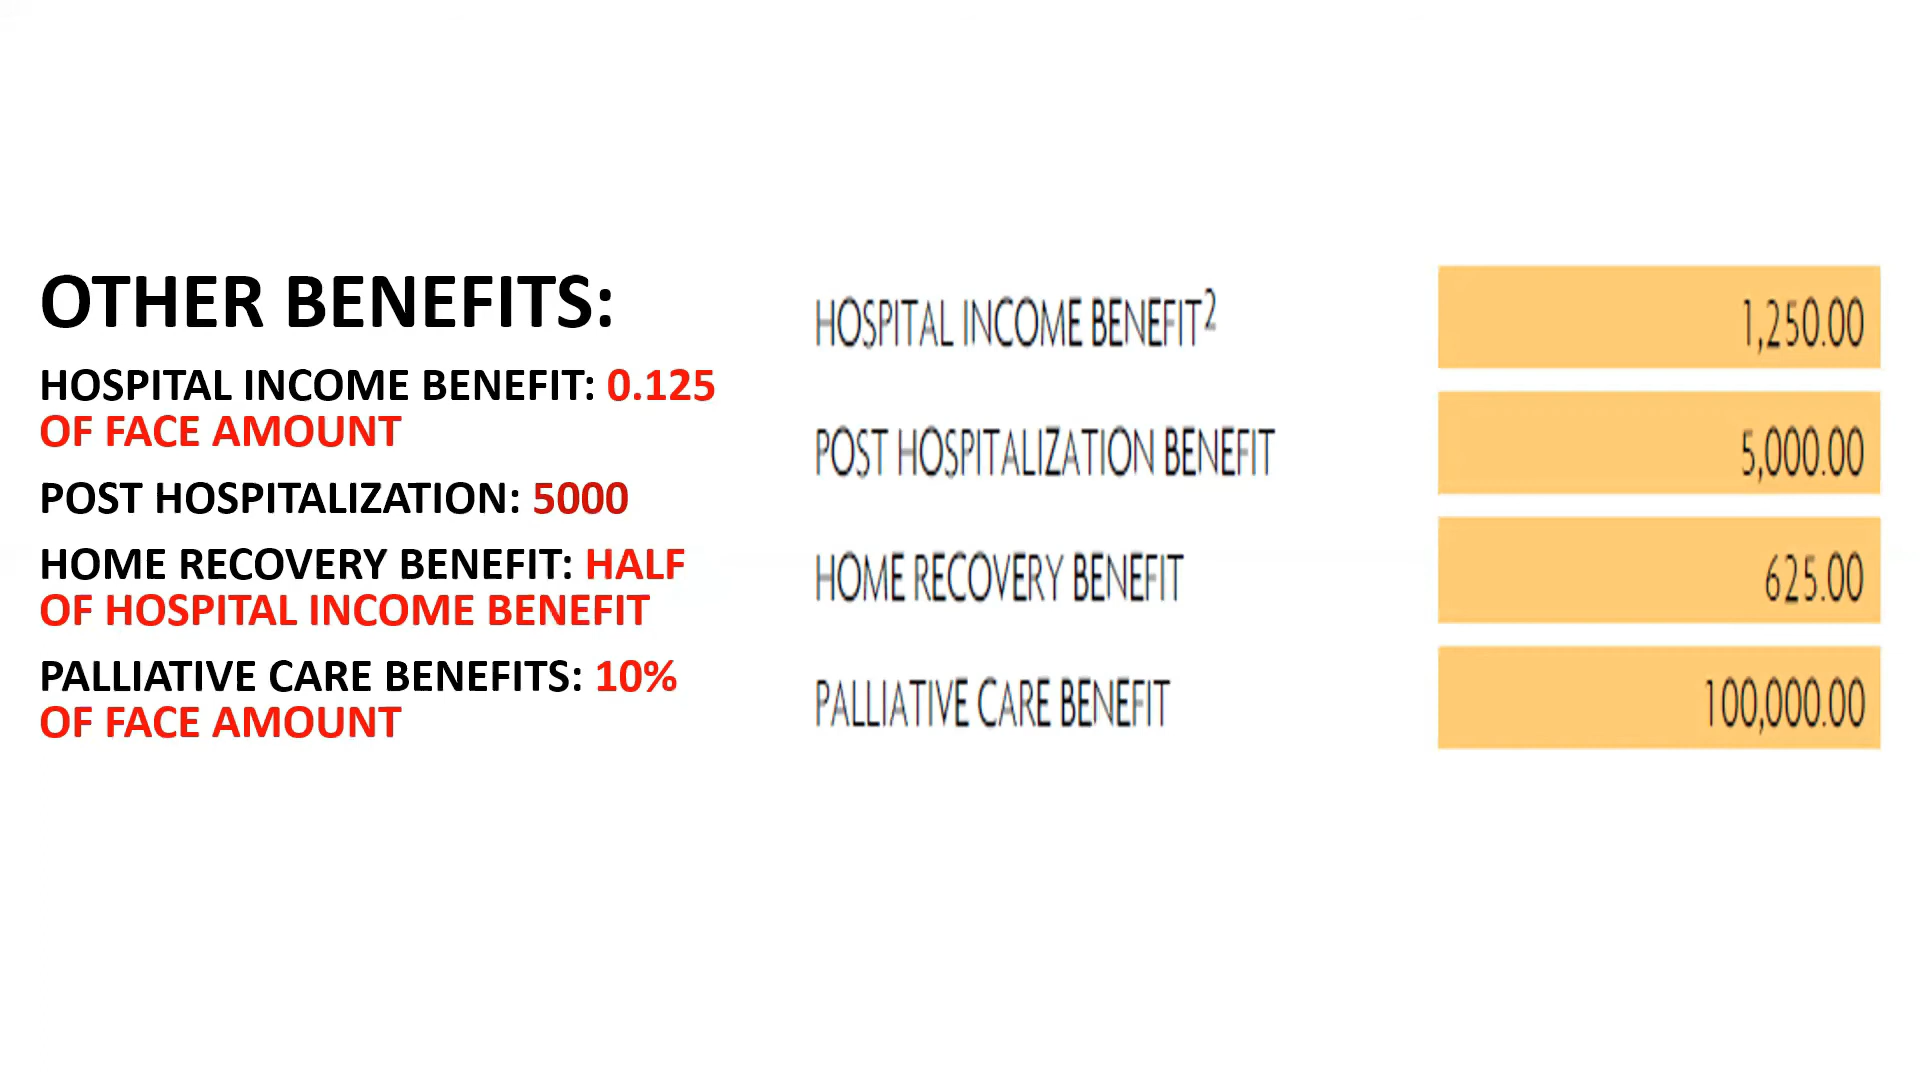 OTHER BENEFITS:
HOSPITAL INCOME BENEFIT: 0.125
OF FACE AMOUNT
POST HOSPITALIZATION: 5000
HOME RECOVERY BENEFIT: HALF
OF HOSPITAL INCOME BENEFIT
PALLIATIVE CARE BENEFITS: 10%
OF FACE AMOUNT
HOSPITAL INCOME BENEFIT² 1,250.00
POST HOSPITALIZATION BENEFIT 5,000.00
HOME RECOVERY BENEFIT 625.00
PALLIATIVE CARE BENEFIT 100,000.00